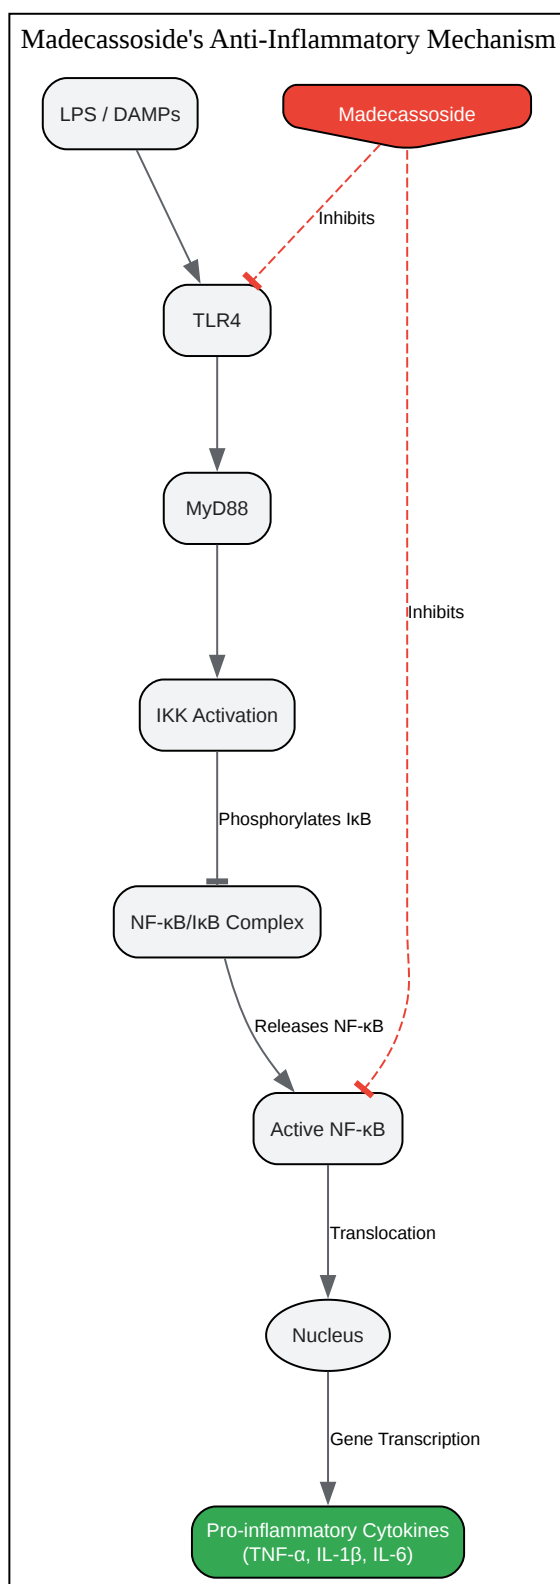 Madecassoside's Anti-Inflammatory Mechanism
LPS / DAMPs
Madecassoside
Inhibits
TLR4
MyD88
Inhibits
IKK Activation
Phosphorylates IκB
NF-κB/IκB Complex
Releases NF-κB
Active NF-κB
Translocation
Nucleus
Gene Transcription
Pro-inflammatory Cytokines
(TNF-α, IL-1β, IL-6)